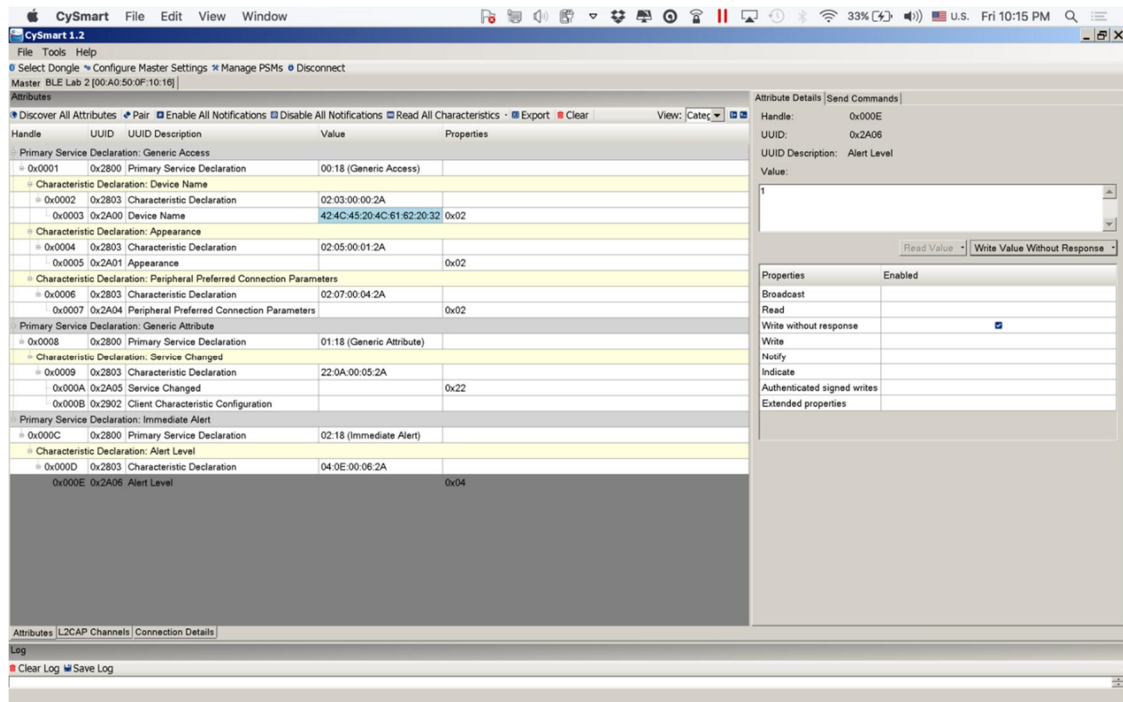 CySmart File Edit View Window 33% U.S. Fri 10:15 PM
CySmart 1.2
File Tools Help
Select Dongle Configure Master Settings Manage PSMs Disconnect
Master BLE Lab 2 [00:A0:50:0F:10:16]
Attributes
Discover All Attributes Pair Enable All Notifications Disable All Notifications Read All Characteristics Export Clear View: Categ
Handle UUID UUID Description Value Properties
Primary Service Declaration: Generic Access
0x0001 0x2800 Primary Service Declaration 00:18 (Generic Access)
Characteristic Declaration: Device Name
0x0002 0x2803 Characteristic Declaration 02:03:00:00:2A
0x0003 0x2A00 Device Name 42:4C:45:20:4C:61:62:20:32 0x02
Characteristic Declaration: Appearance
0x0004 0x2803 Characteristic Declaration 02:05:00:01:2A
0x0005 0x2A01 Appearance 0x02
Characteristic Declaration: Peripheral Preferred Connection Parameters
0x0006 0x2803 Characteristic Declaration 02:07:00:04:2A
0x0007 0x2A04 Peripheral Preferred Connection Parameters 0x02
Primary Service Declaration: Generic Attribute
0x0008 0x2800 Primary Service Declaration 01:18 (Generic Attribute)
Characteristic Declaration: Service Changed
0x0009 0x2803 Characteristic Declaration 22:0A:00:05:2A
0x000A 0x2A05 Service Changed 0x22
0x000B 0x2902 Client Characteristic Configuration
Primary Service Declaration: Immediate Alert
0x000C 0x2800 Primary Service Declaration 02:18 (Immediate Alert)
Characteristic Declaration: Alert Level
0x000D 0x2803 Characteristic Declaration 04:0E:00:06:2A
0x000E 0x2A06 Alert Level 0x04
Attribute Details Send Commands
Handle: 0x000E
UUID: 0x2A06
UUID Description: Alert Level
Value:
1
Read Value Write Value Without Response
Properties Enabled
Broadcast
Read
Write without response
Write
Notify
Indicate
Authenticated signed writes
Extended properties
Attributes L2CAP Channels Connection Details
Log
Clear Log Save Log